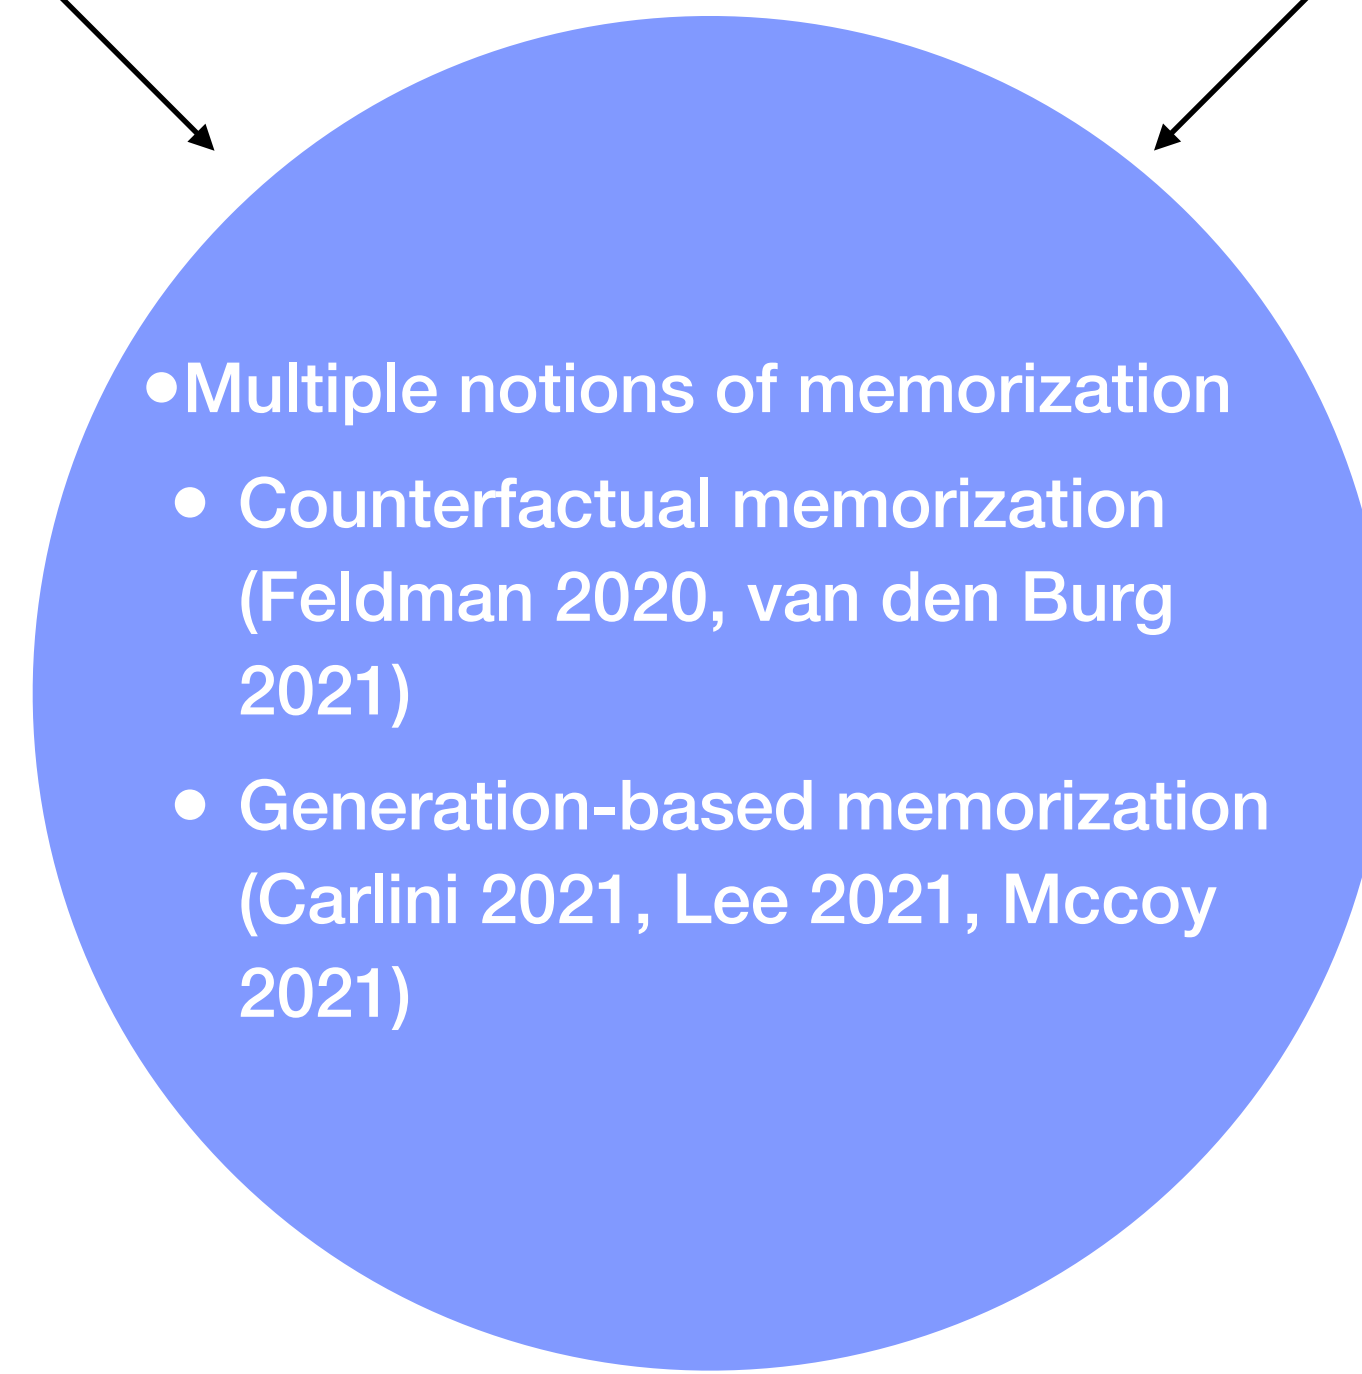 •Multiple notions of memorization
• Counterfactual memorization
(Feldman 2020, van den Burg
2021)
• Generation-based memorization
(Carlini 2021, Lee 2021, Mccoy
2021)